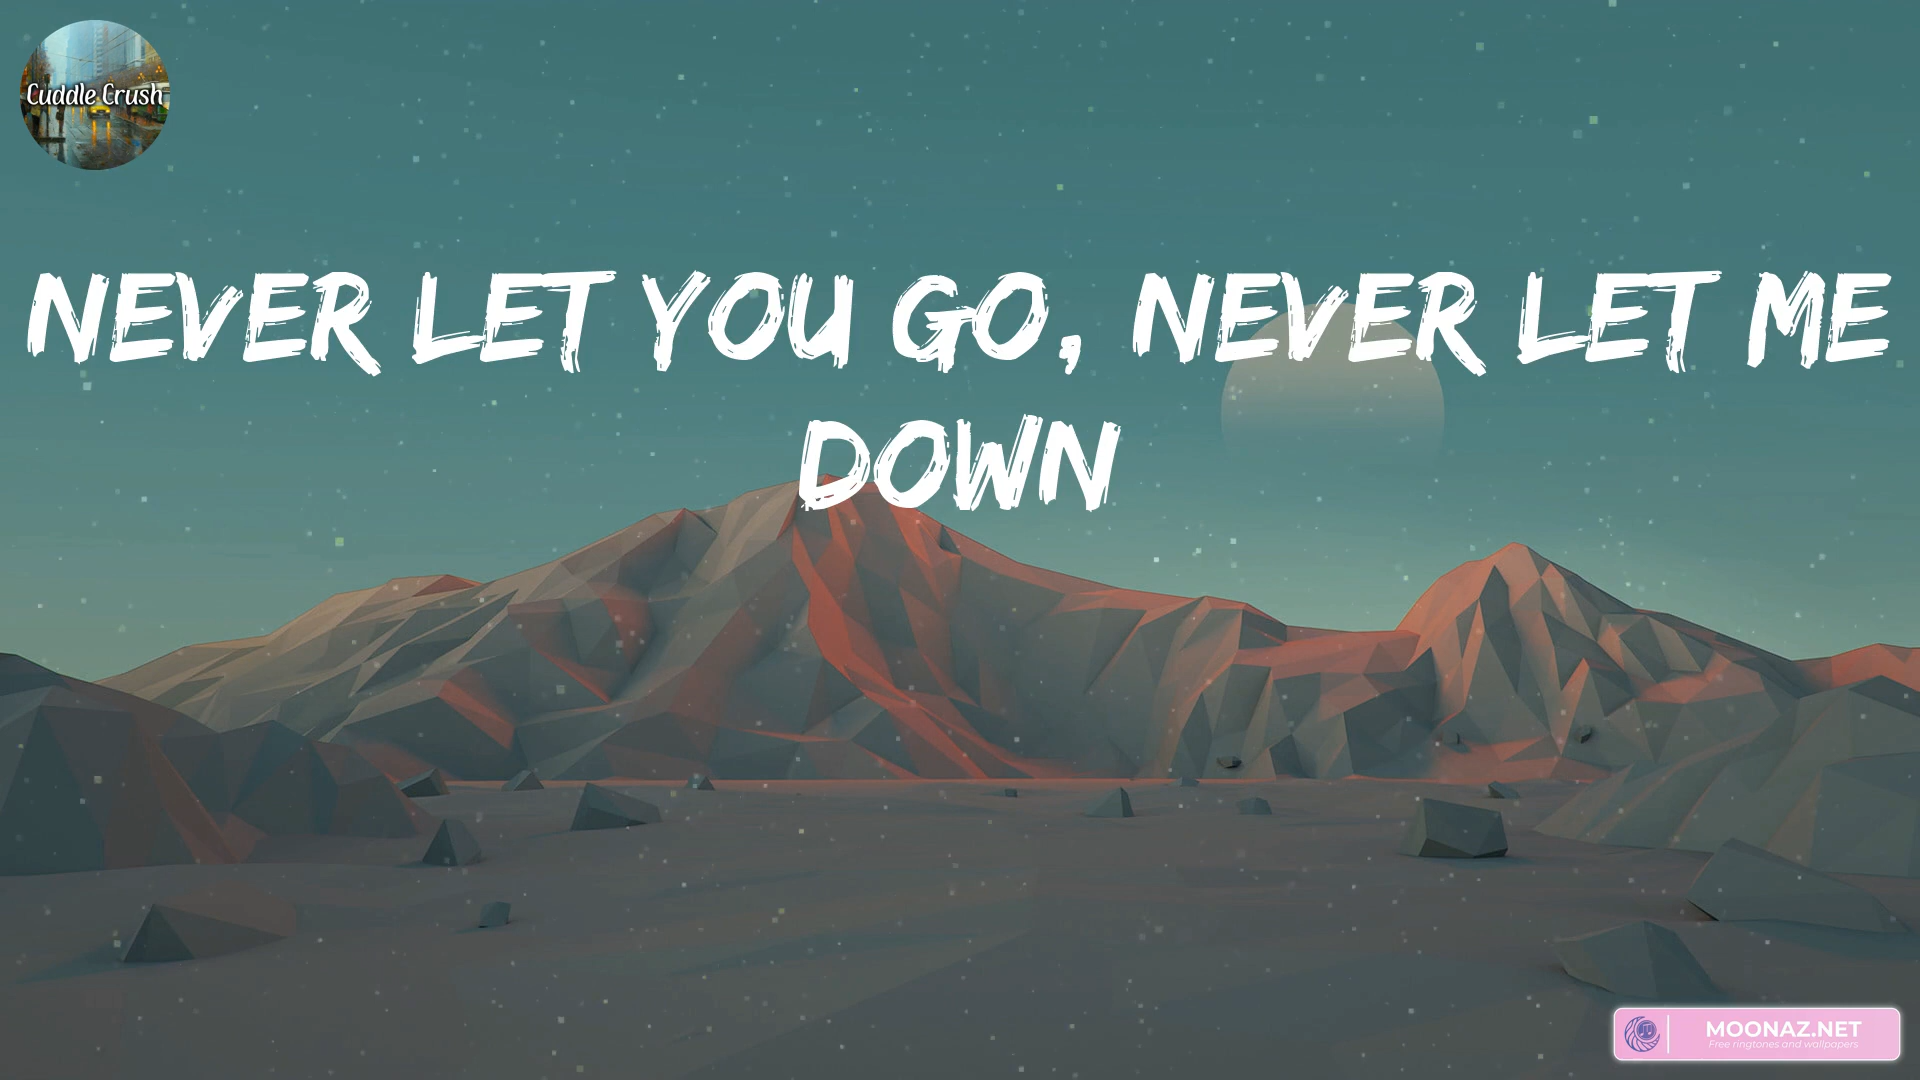 Cuddle Crush
NEVER LET YOU GO, NEVER LET ME
DOWN
MOONAZ.NET
Free ringtones and wallpapers